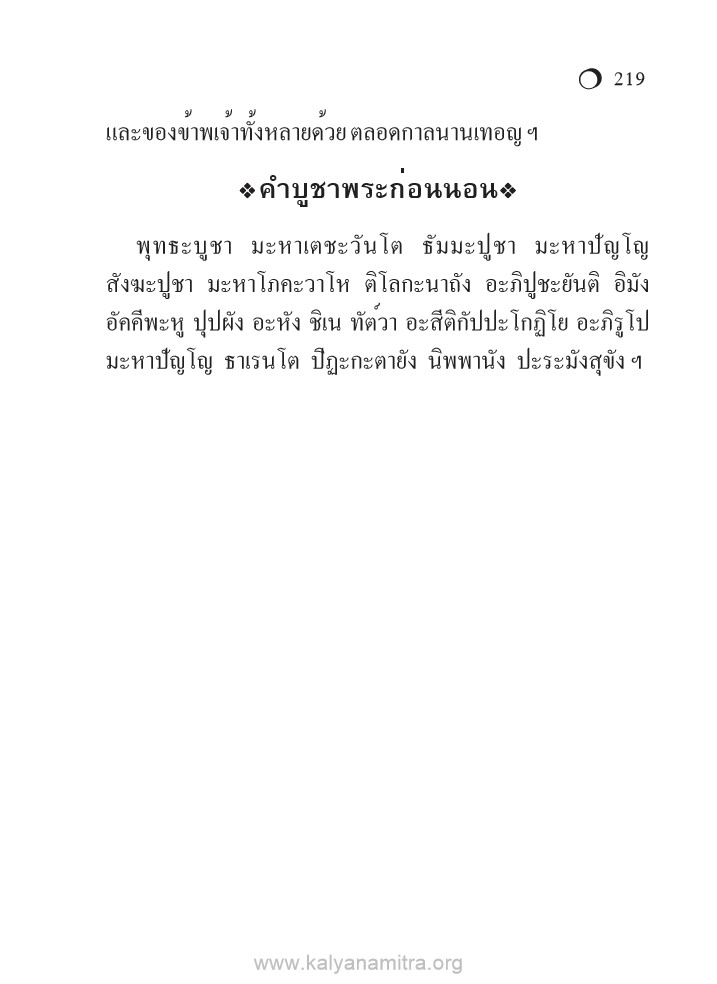 ❍ 219
และของข้าพเจ้าทั้งหลายด้วย ตลอดกาลนานเทอญ ฯ
❖คำบูชาพระก่อนนอน❖
พุทธะบูชา มะหาเตชะวันโต ธัมมะปูชา มะหาปัญโญ
สังฆะปูชา มะหาโภคะวาโห ติโลกะนาถัง อะภิปูชะยันติ อิมัง
อัคคีพะหู ปุปผัง อะหัง ชิเน ทัต์วา อะสีติกัปปะโกฏิโย อะภิรูโป
มะหาปัญโญ ธาเรนโต ปิฏะกะตายัง นิพพานัง ปะระมังสุขัง ฯ
www.kalyanamitra.org